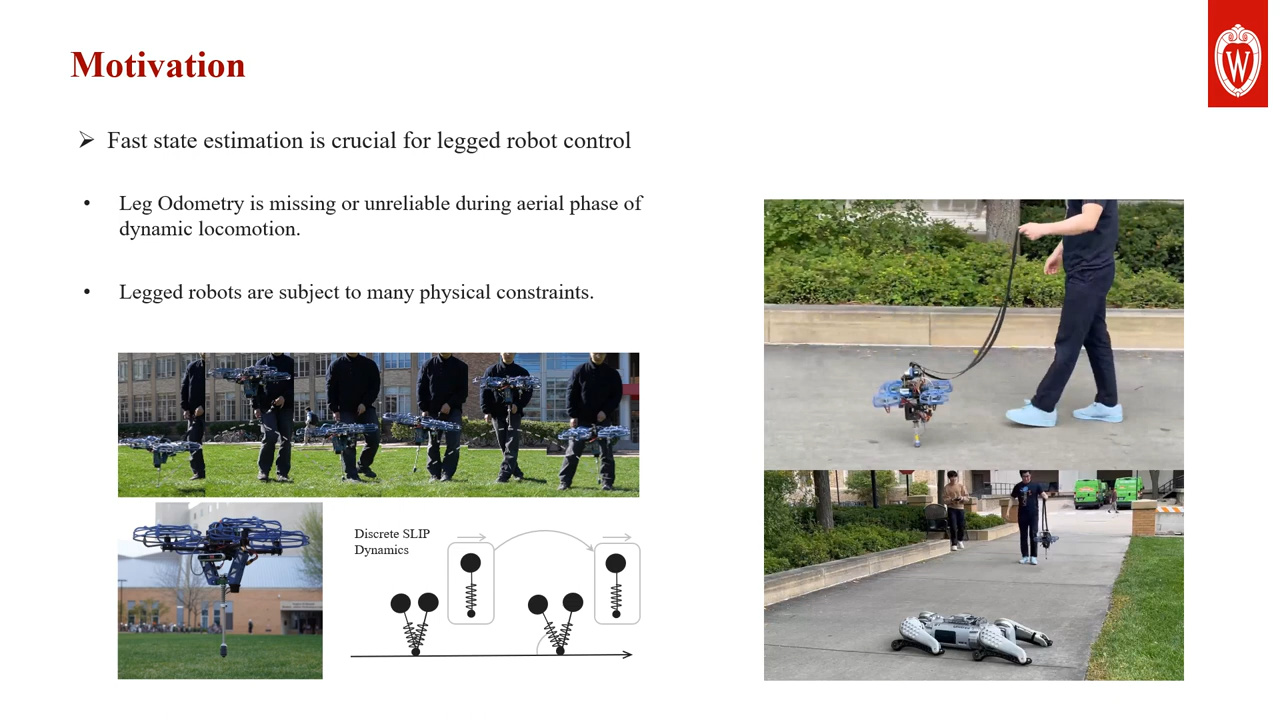 Motivation
W
➢ Fast state estimation is crucial for legged robot control
• Leg Odometry is missing or unreliable during aerial phase of
dynamic locomotion.
• Legged robots are subject to many physical constraints.
Discrete SLIP
Dynamics